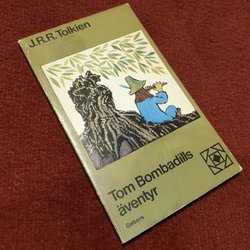 J.R.R. Tolkien
Tom Bombadills
äventyr
Gebers